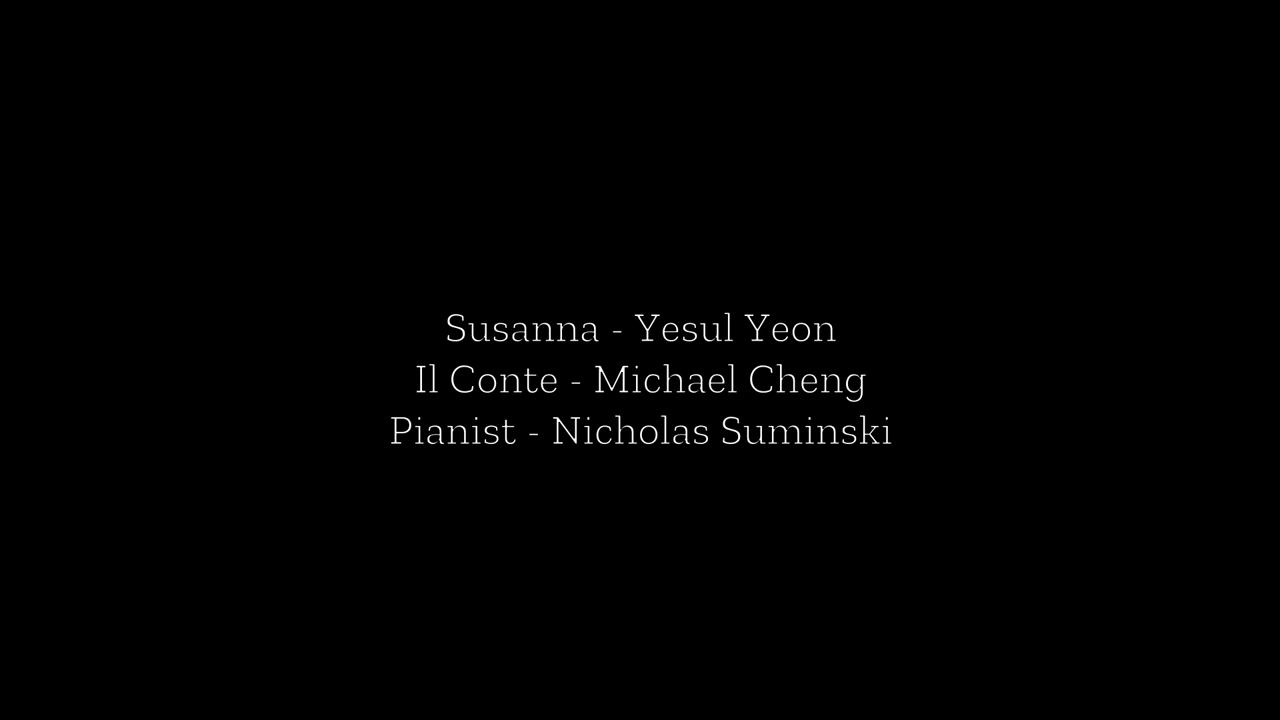 Susanna - Yesul Yeon
Il Conte - Michael Cheng
Pianist - Nicholas Suminski